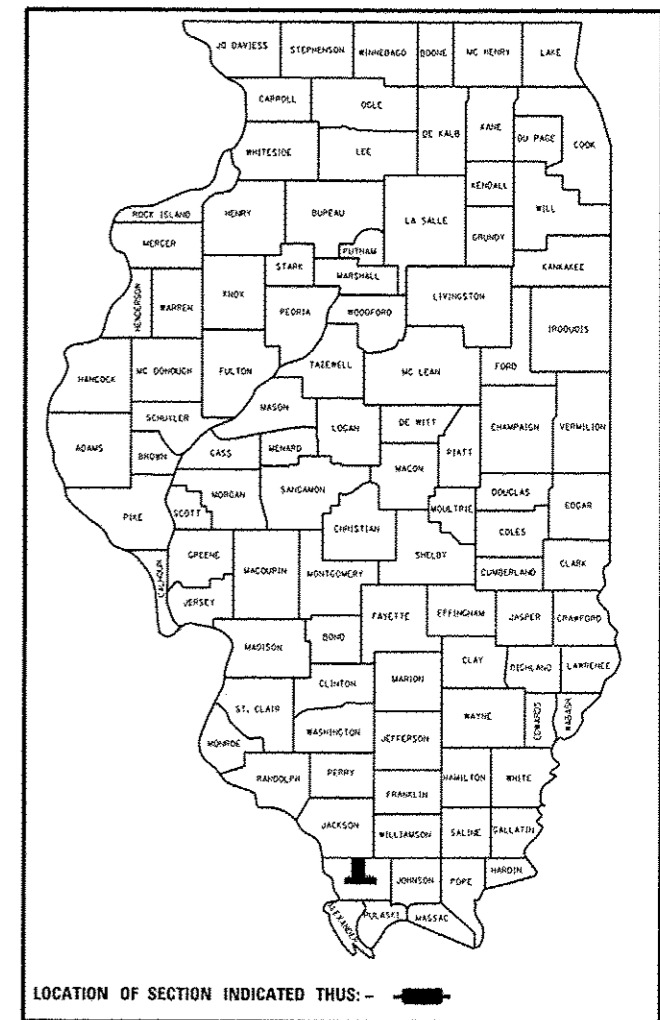 JO DAVIESS STEPHENSON WINNEBAGO BOONE MC HENRY LAKE
CARROLL OGLE DE KALB KANE DU PAGE COOK
WHITESIDE LEE KENDALL WILL
ROCK ISLAND HENRY BUREAU LA SALLE GRUNDY
MERCER PUTNAM KANKAKEE
STARK MARSHALL
HENDERSON WARREN KNOX PEORIA WOODFORD LIVINGSTON IROQUOIS
HANCOCK MC DONOUGH FULTON TAZEWELL MC LEAN FORD
SCHUYLER MASON LOGAN DE WITT CHAMPAIGN VERMILION
ADAMS BROWN CASS MENARD MACON PIATT
PIKE SCOTT MORGAN SANGAMON MOULTRIE DOUGLAS EDGAR
CHRISTIAN COLES
CALHOUN GREENE MACOUPIN MONTGOMERY SHELBY CUMBERLAND CLARK
JERSEY FAYETTE EFFINGHAM JASPER CRAWFORD
MADISON BOND CLAY RICHLAND LAWRENCE
CLINTON MARION
ST. CLAIR WAYNE EDWARDS WABASH
MONROE WASHINGTON JEFFERSON
RANDOLPH PERRY HAMILTON WHITE
FRANKLIN
JACKSON WILLIAMSON SALINE GALLATIN
JOHNSON POPE HARDIN
ALEXANDER PULASKI MASSAC
LOCATION OF SECTION INDICATED THUS: -